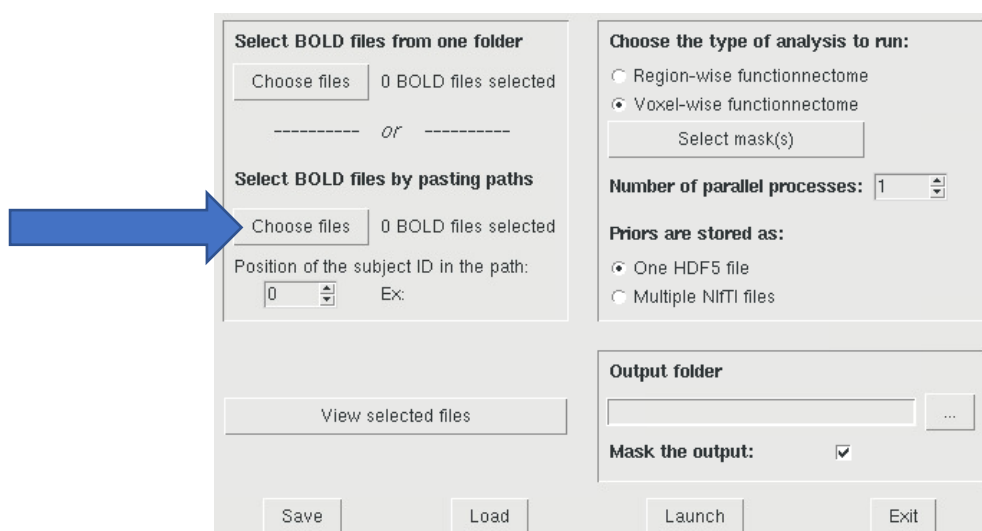 Select BOLD files from one folder
Choose files 0 BOLD files selected
---------- or ----------
Select BOLD files by pasting paths
Choose files 0 BOLD files selected
Position of the subject ID in the path:
0 Ex:
View selected files
Choose the type of analysis to run:
Region-wise functionnectome
Voxel-wise functionnectome
Select mask(s)
Number of parallel processes: 1
Priors are stored as:
One HDF5 file
Multiple NIfTI files
Output folder
...
Mask the output:
Save Load Launch Exit